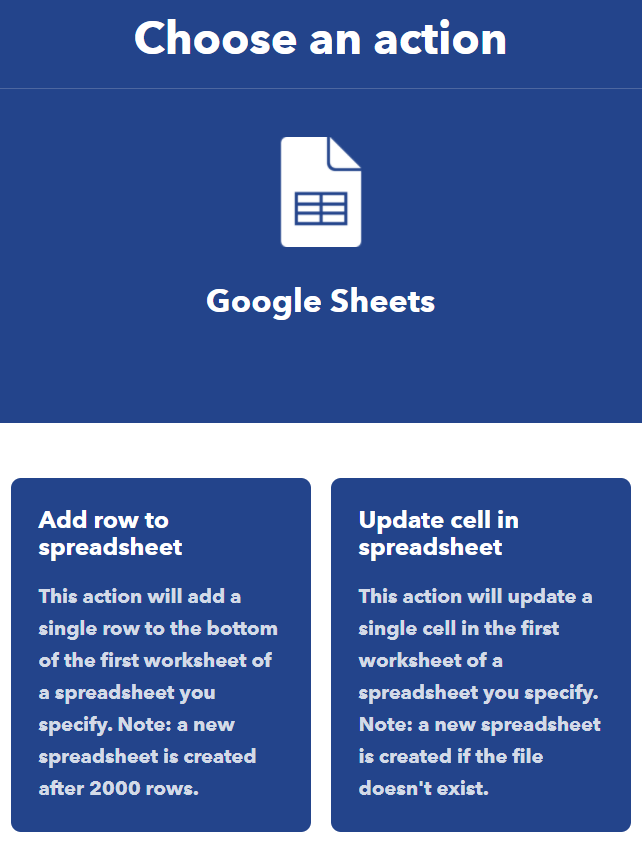 Choose an action
Google Sheets
Add row to
spreadsheet
This action will add a
single row to the bottom
of the first worksheet of
a spreadsheet you
specify. Note: a new
spreadsheet is created
after 2000 rows.
Update cell in
spreadsheet
This action will update a
single cell in the first
worksheet of a
spreadsheet you specify.
Note: a new spreadsheet
is created if the file
doesn't exist.